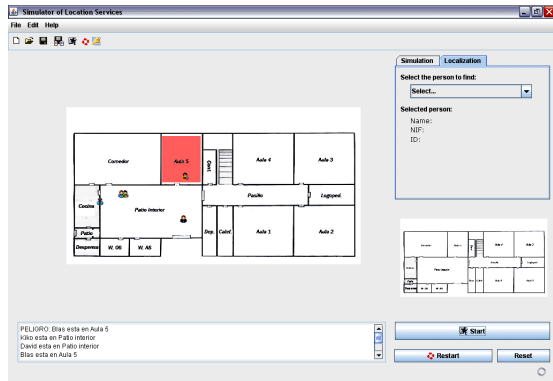 Simulator of Location Services
File Edit Help
Simulation Localization
Select the person to find:
Select...
Selected person:
Name:
NIF:
ID:
Comedor
Aula 5
Conf.
Aula 4
Aula 3
Cocina
Patio Interior
Pasillo
Logoped.
Patio
Despensa
W. OS
W. AS
Dep.
Calef.
Aula 1
Aula 2
PELIGRO: Blas esta en Aula 5
Kiko esta en Patio interior
David esta en Patio interior
Blas esta en Aula 5
Start
Restart
Reset